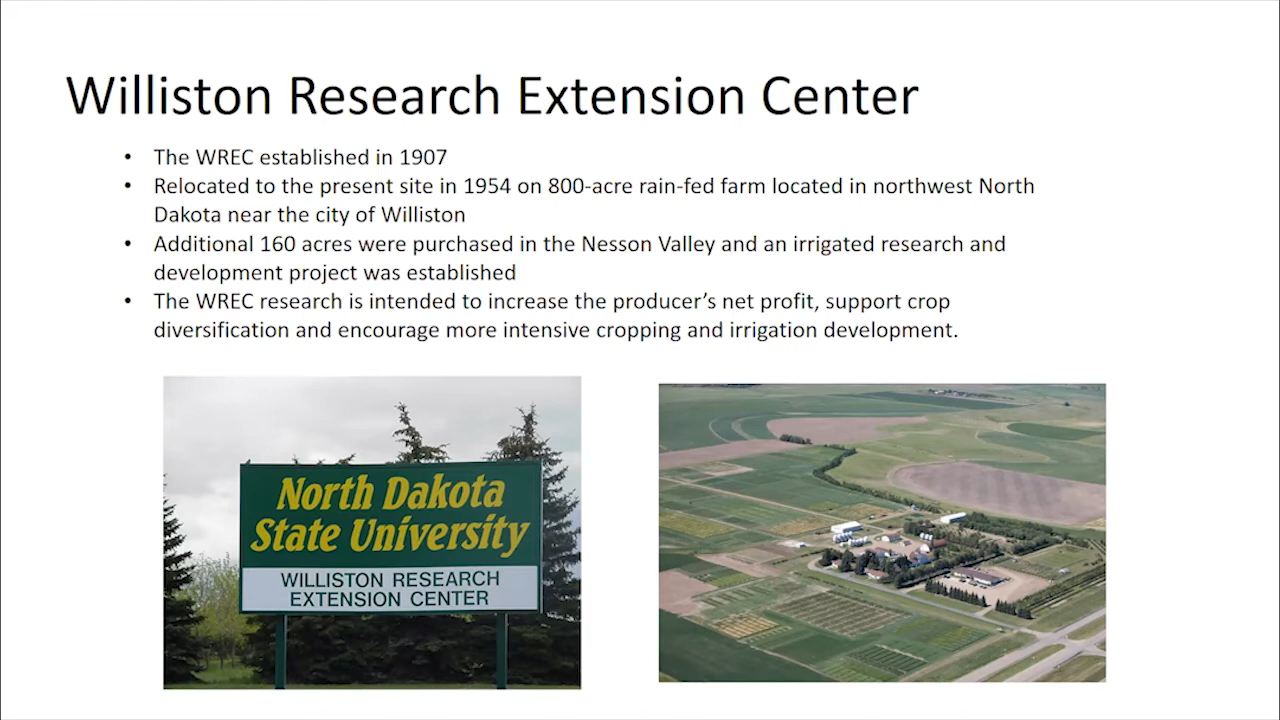 Williston Research Extension Center
• The WREC established in 1907
• Relocated to the present site in 1954 on 800-acre rain-fed farm located in northwest North
Dakota near the city of Williston
• Additional 160 acres were purchased in the Nesson Valley and an irrigated research and
development project was established
• The WREC research is intended to increase the producer’s net profit, support crop
diversification and encourage more intensive cropping and irrigation development.
North Dakota
State University
WILLISTON RESEARCH
EXTENSION CENTER